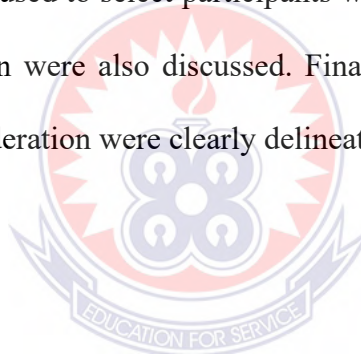 used to select participants w
n were also discussed. Fina
eration were clearly delineat
EDUCATION FOR SERVICE